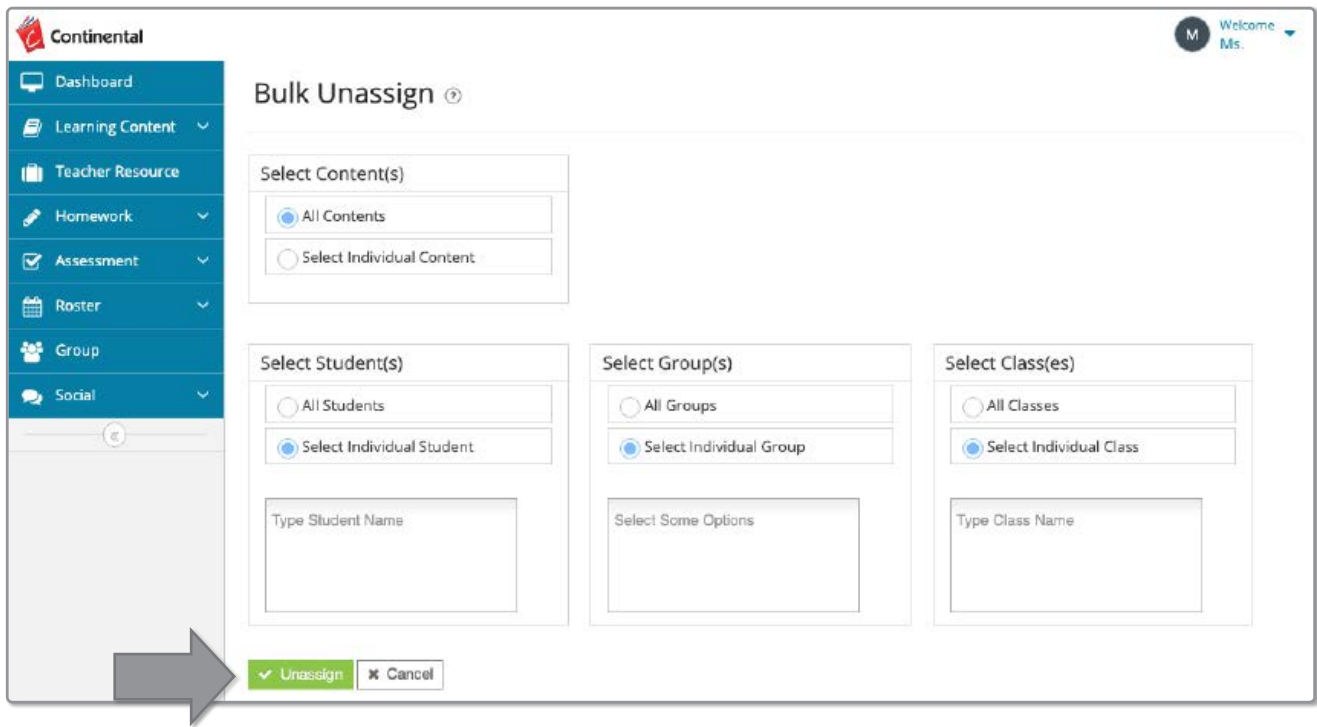 Continental
M
Welcome
Ms.
Dashboard
Learning Content
Teacher Resource
Homework
Assessment
Roster
Group
Social
Bulk Unassign
Select Content(s)
All Contents
Select Individual Content
Select Student(s)
All Students
Select Individual Student
Type Student Name
Select Group(s)
All Groups
Select Individual Group
Select Some Options
Select Class(es)
All Classes
Select Individual Class
Type Class Name
Unassign
Cancel